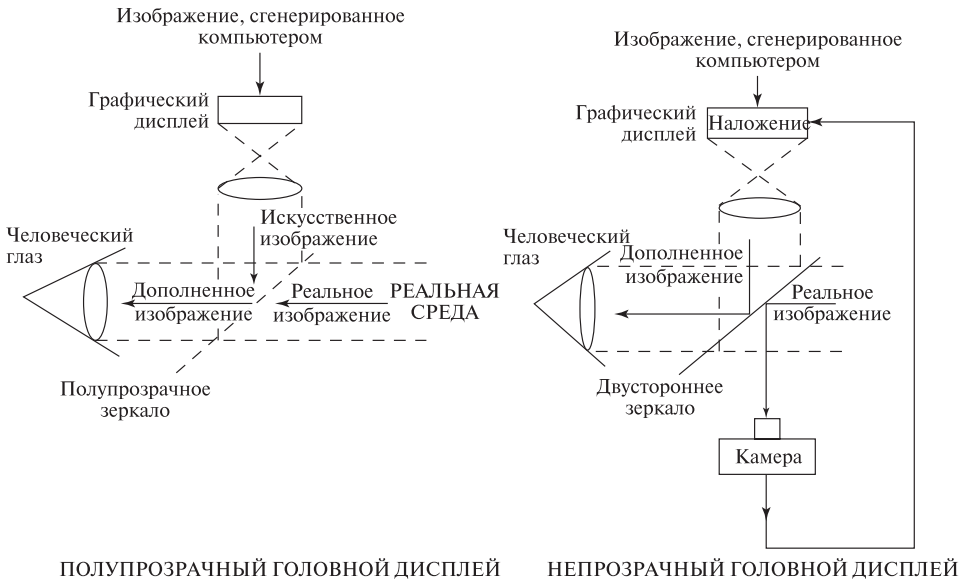 Изображение, сгенерированное
компьютером
Графический
дисплей
Искусственное
изображение
Человеческий
глаз
Дополненное
изображение
Реальное
изображение
РЕАЛЬНАЯ
СРЕДА
Полупрозрачное
зеркало
ПОЛУПРОЗРАЧНЫЙ ГОЛОВНОЙ ДИСПЛЕЙ
Изображение, сгенерированное
компьютером
Графический
дисплей
Наложение
Человеческий
глаз
Дополненное
изображение
Реальное
изображение
Двустороннее
зеркало
Камера
НЕПРОЗРАЧНЫЙ ГОЛОВНОЙ ДИСПЛЕЙ